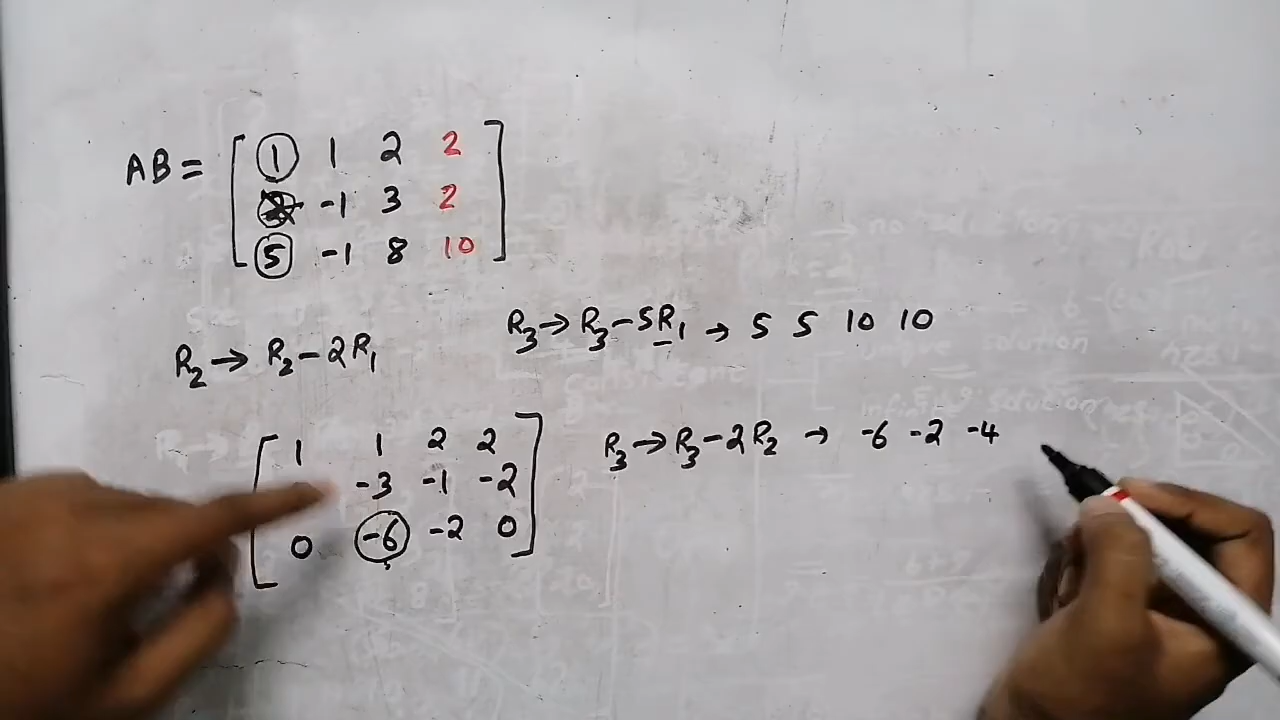 AB = [ 1 1 2 2
-1 3 2
5 -1 8 10 ]
R₃ → R₃ - 5R₁ → 5 5 10 10
R₂ → R₂ - 2R₁
[ 1 1 2 2
-3 -1 -2
0 -6 -2 0 ]
R₃ → R₃ - 2R₂ → -6 -2 -4